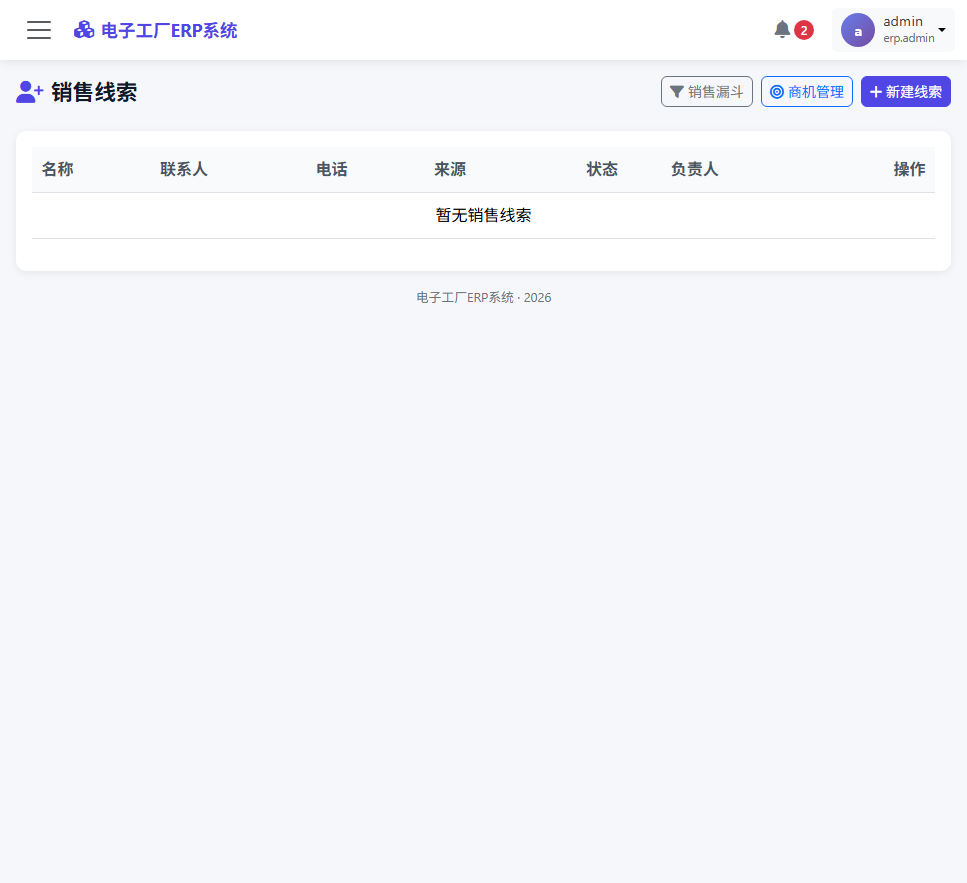 电子工厂ERP系统
2
a
admin
erp.admin
销售线索
销售漏斗
商机管理
新建线索
名称 联系人 电话 来源 状态 负责人 操作
暂无销售线索
电子工厂ERP系统 · 2026